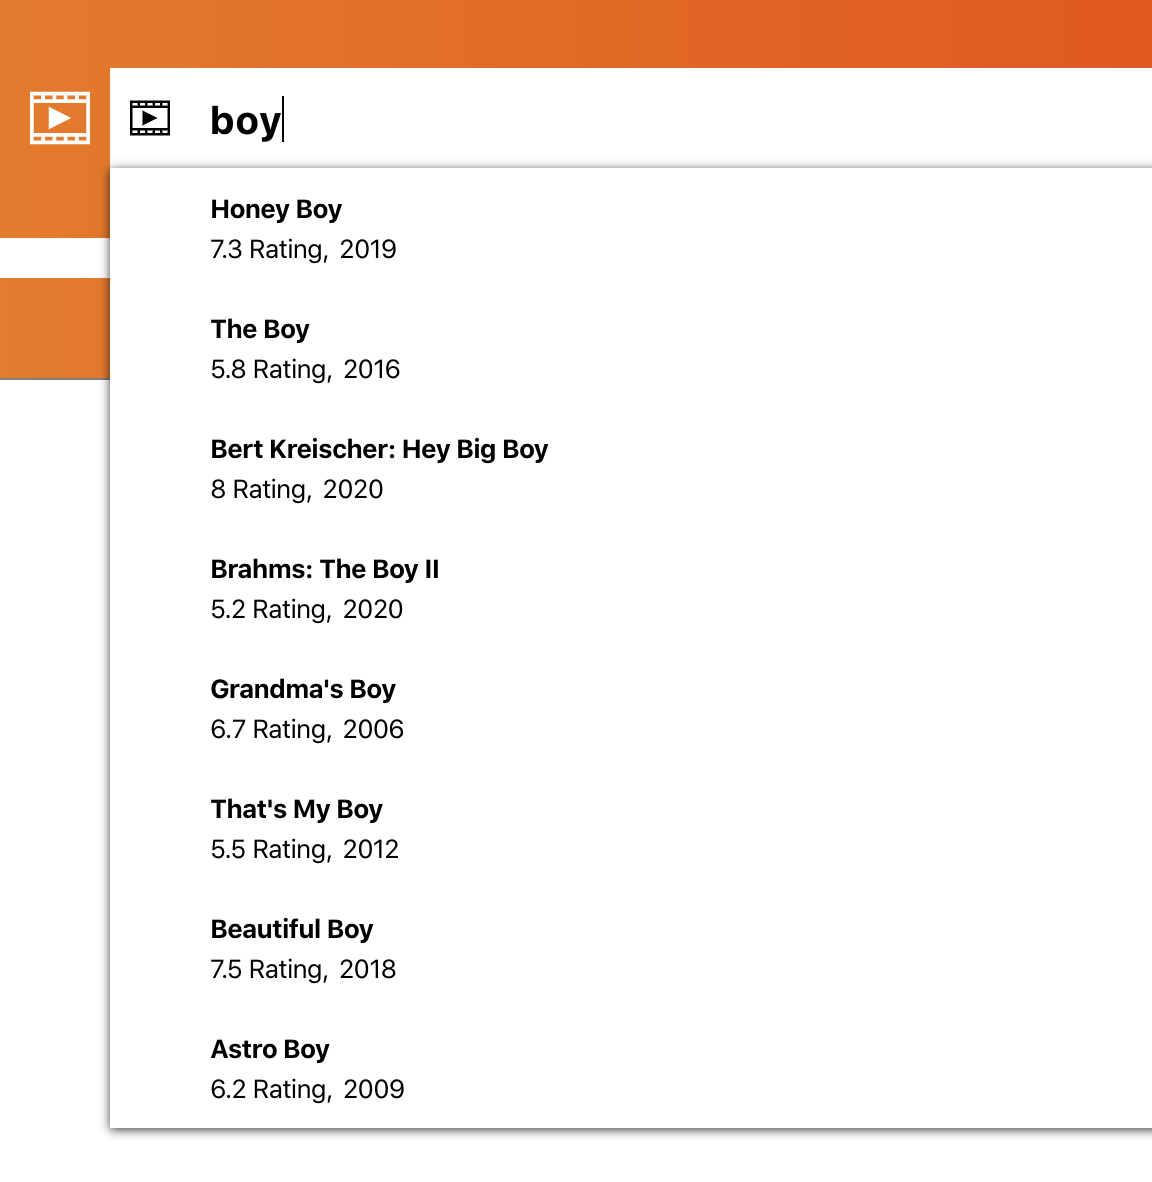 boy
Honey Boy
7.3 Rating, 2019
The Boy
5.8 Rating, 2016
Bert Kreischer: Hey Big Boy
8 Rating, 2020
Brahms: The Boy II
5.2 Rating, 2020
Grandma's Boy
6.7 Rating, 2006
That's My Boy
5.5 Rating, 2012
Beautiful Boy
7.5 Rating, 2018
Astro Boy
6.2 Rating, 2009